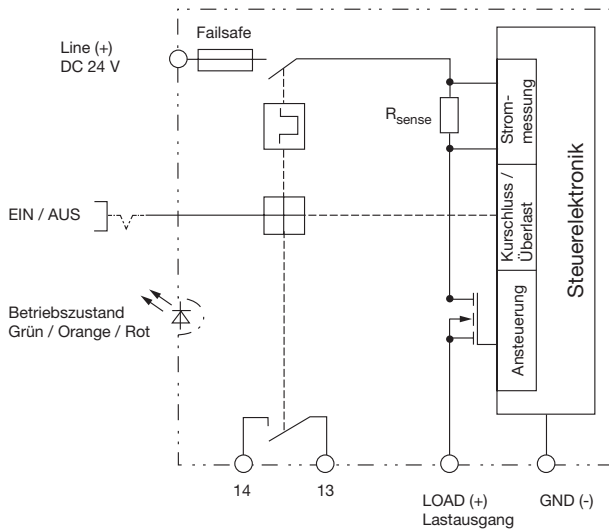 Failsafe
Line (+)
DC 24 V
Rsense
Strom-
messung
Kurschluss /
Überlast
Ansteuerung
Steuerelektronik
EIN / AUS
Betriebszustand
Grün / Orange / Rot
14
13
LOAD (+)
Lastausgang
GND (-)